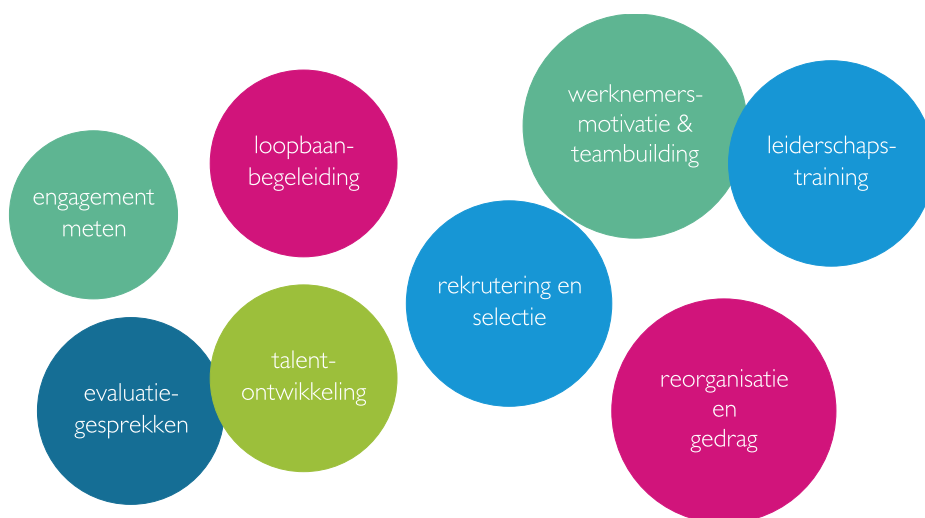 werknemers-
motivatie &
teambuilding
leiderschaps-
training
loopbaan-
begeleiding
engagement
meten
rekrutering en
selectie
talent-
ontwikkeling
evaluatie-
gesprekken
reorganisatie
en
gedrag